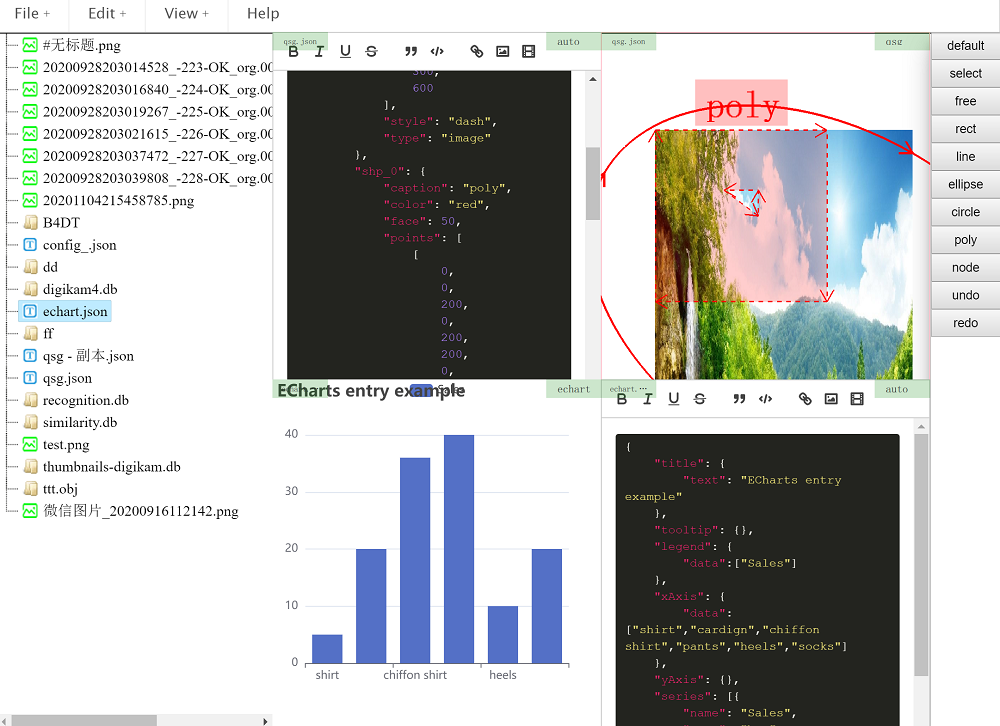 File +
Edit +
View +
Help
#无标题.png
20200928203014528_-223-OK_org.00
20200928203016840_-224-OK_org.00
20200928203019267_-225-OK_org.00
20200928203021615_-226-OK_org.00
20200928203037472_-227-OK_org.00
20200928203039808_-228-OK_org.00
20201104215458785.png
B4DT
config_.json
dd
digikam4.db
echart.json
ff
qsg - 副本.json
qsg.json
recognition.db
similarity.db
test.png
thumbnails-digikam.db
ttt.obj
微信图片_20200916112142.png
qsg.json
auto
B I U S
500,
600
],
"style": "dash",
"type": "image"
},
"shp_0": {
"caption": "poly",
"color": "red",
"face": 50,
"points": [
[
0,
0,
200,
0,
200,
200,
0,
qsg.json
qsg
poly
default
select
free
rect
line
ellipse
circle
poly
node
undo
redo
echart
ECharts entry example
Sales
40
30
20
10
0
shirt
chiffon shirt
heels
echart.···
auto
B I U S
{
"title": {
"text": "ECharts entry
example"
},
"tooltip": {},
"legend": {
"data":["Sales"]
},
"xAxis": {
"data":
["shirt","cardign","chiffon
shirt","pants","heels","socks"]
},
"yAxis": {},
"series": [{
"name": "Sales",